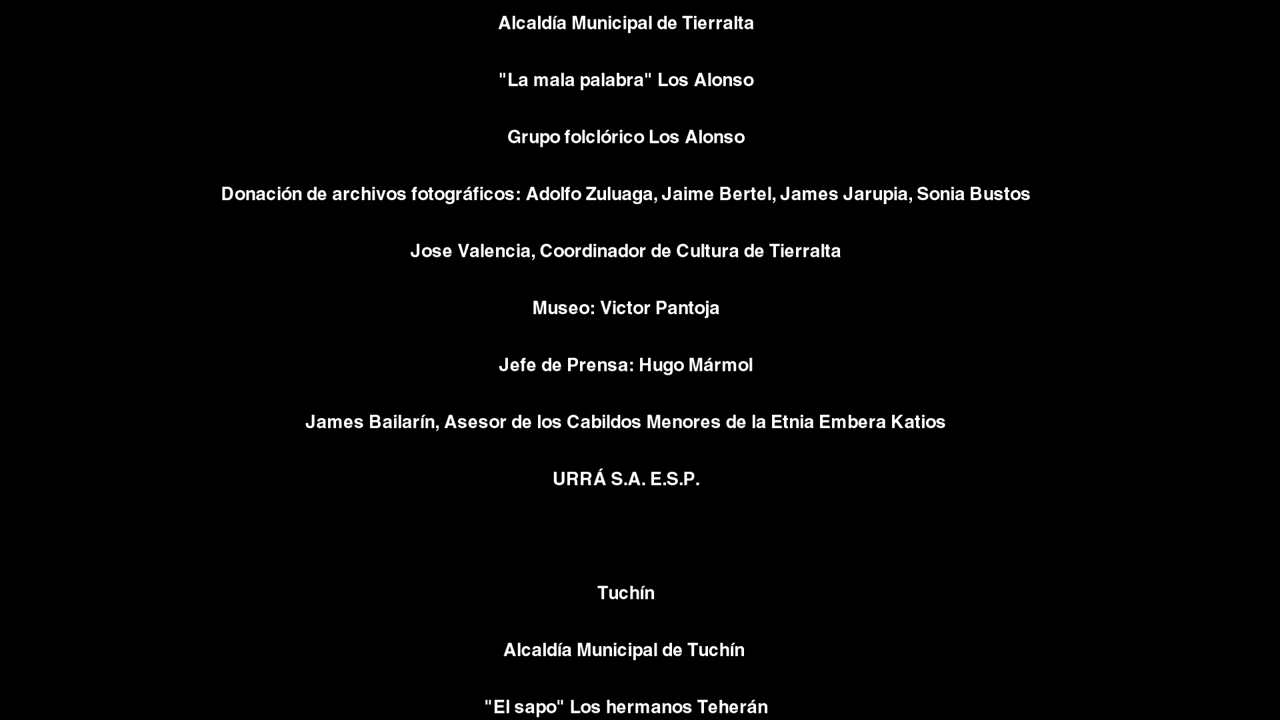 Alcaldía Municipal de Tierralta
"La mala palabra" Los Alonso
Grupo folclórico Los Alonso
Donación de archivos fotográficos: Adolfo Zuluaga, Jaime Bertel, James Jarupia, Sonia Bustos
Jose Valencia, Coordinador de Cultura de Tierralta
Museo: Victor Pantoja
Jefe de Prensa: Hugo Mármol
James Bailarín, Asesor de los Cabildos Menores de la Etnia Embera Katios
URRÁ S.A. E.S.P.
Tuchín
Alcaldía Municipal de Tuchín
"El sapo" Los hermanos Teherán